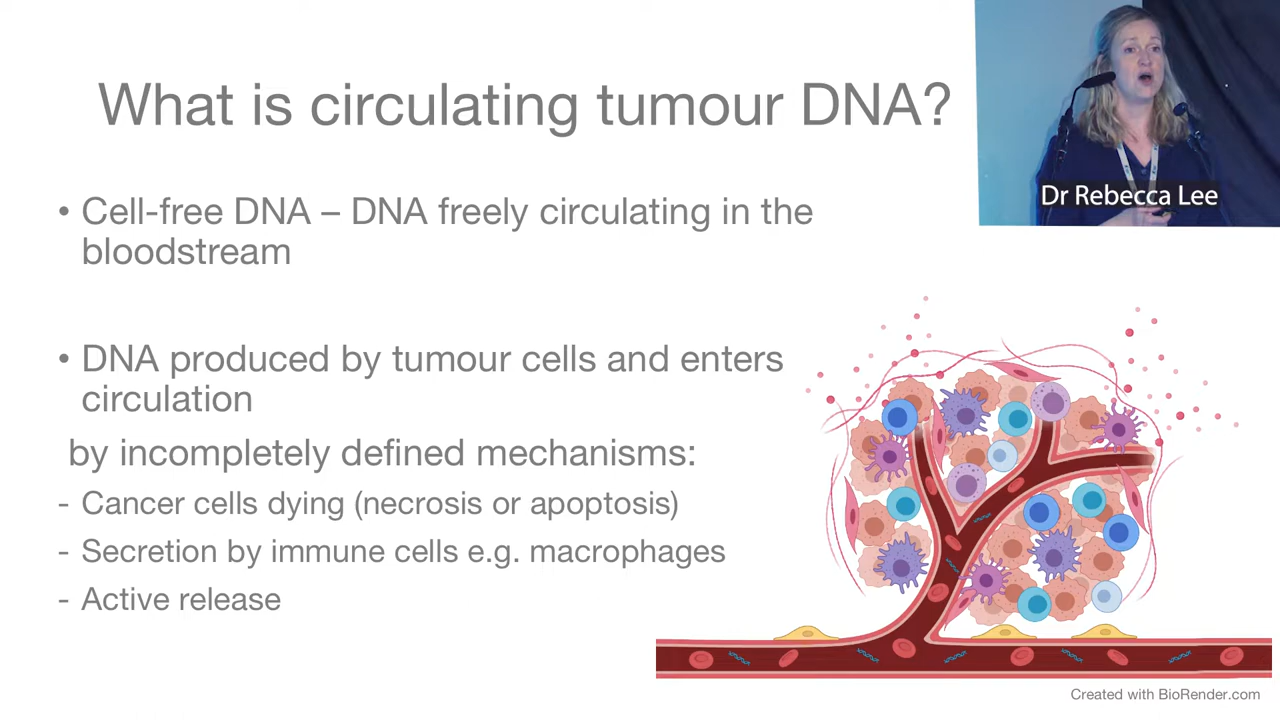 What is circulating tumour DNA?
Dr Rebecca Lee
• Cell-free DNA – DNA freely circulating in the
bloodstream
• DNA produced by tumour cells and enters
circulation
by incompletely defined mechanisms:
- Cancer cells dying (necrosis or apoptosis)
- Secretion by immune cells e.g. macrophages
- Active release
Created with BioRender.com